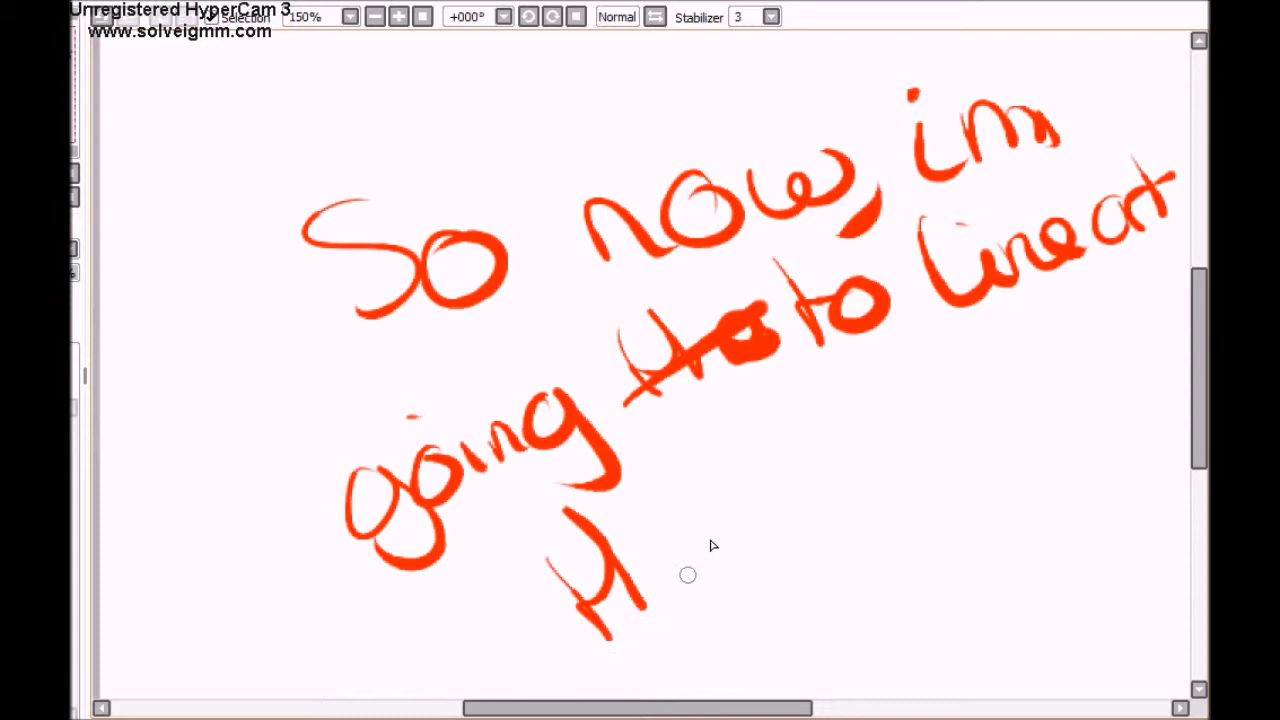 Unregistered HyperCam 3
www.solveigmm.com
Selection 150% +000° Normal Stabilizer 3
So now, im
going to lineart
H